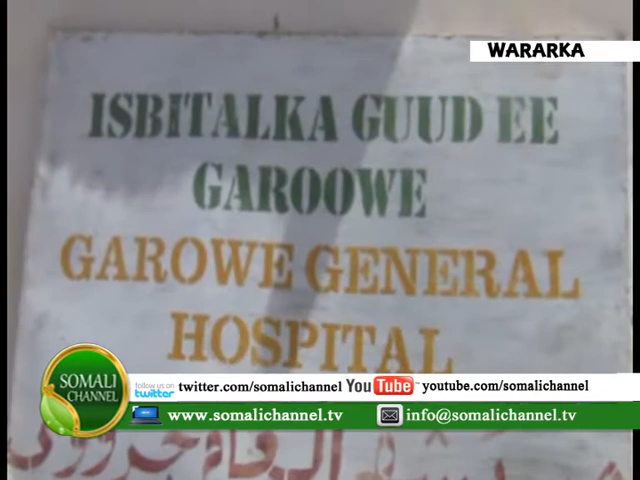 WARARKA
ISBITALKA GUUD EE
GAROOWE
GAROWE GENERAL
HOSPITAL
SOMALI
CHANNEL
follow us on
twitter
twitter.com/somalichannel
YouTube
youtube.com/somalichannel
www.somalichannel.tv
info@somalichannel.tv